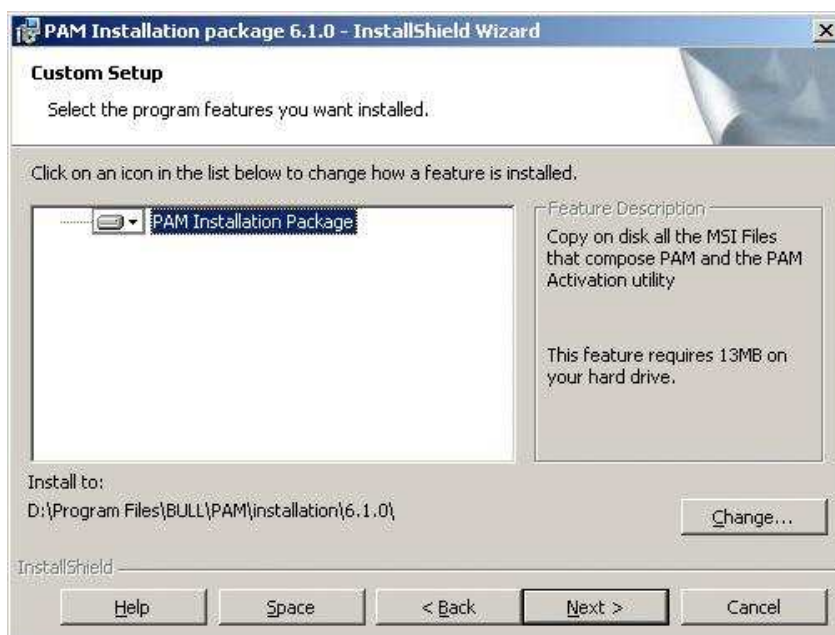 PAM Installation package 6.1.0 - InstallShield Wizard
Custom Setup
Select the program features you want installed.
Click on an icon in the list below to change how a feature is installed.
PAM Installation Package
Feature Description
Copy on disk all the MSI Files
that compose PAM and the PAM
Activation utility
This feature requires 13MB on
your hard drive.
Install to:
D:\Program Files\BULL\PAM\installation\6.1.0\
Change...
InstallShield
Help
Space
< Back
Next >
Cancel